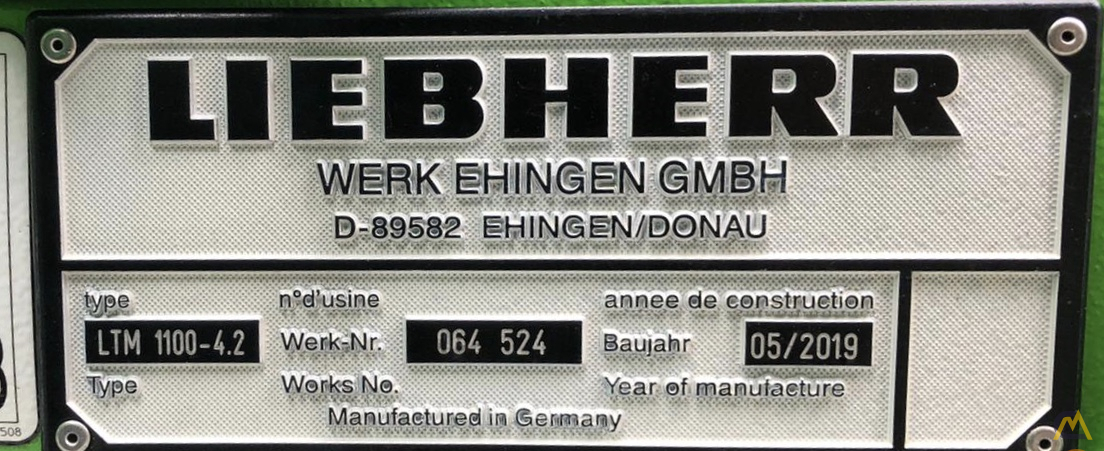 LIEBHERR
WERK EHINGEN GMBH
D-89582 EHINGEN/DONAU
type n°d'usine annee de construction
LTM 1100-4.2 Werk-Nr. 064 524 Baujahr 05/2019
Type Works No. Year of manufacture
Manufactured in Germany
508